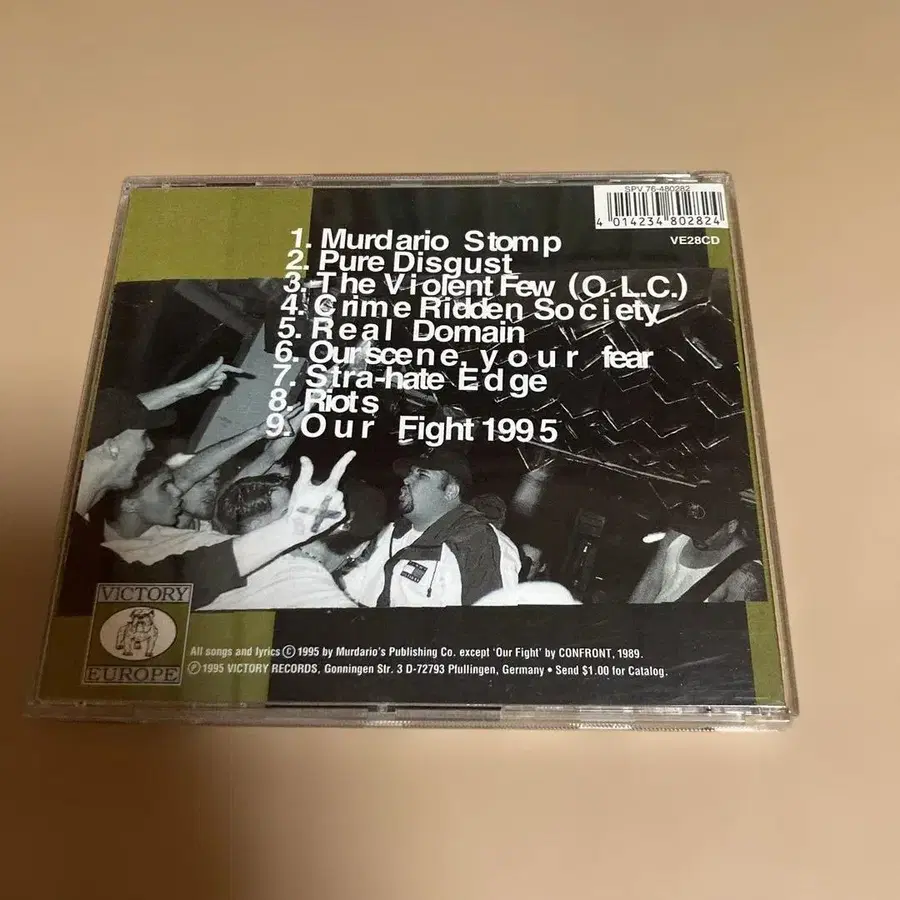 SPV 76-480282
4 014234 802824
VE28CD
1. Murdario Stomp
2. Pure Disgust
3. The Violent Few (O.L.C.)
4. Crime Ridden Society
5. Real Domain
6. Our scene, your fear
7. Stra-hate Edge
8. Riots
9. Our Fight 1995
VICTORY
EUROPE
All songs and lyrics © 1995 by Murdario's Publishing Co. except 'Our Fight' by CONFRONT, 1989.
℗ 1995 VICTORY RECORDS, Gonningen Str. 3 D-72793 Pfullingen, Germany • Send $1.00 for Catalog.